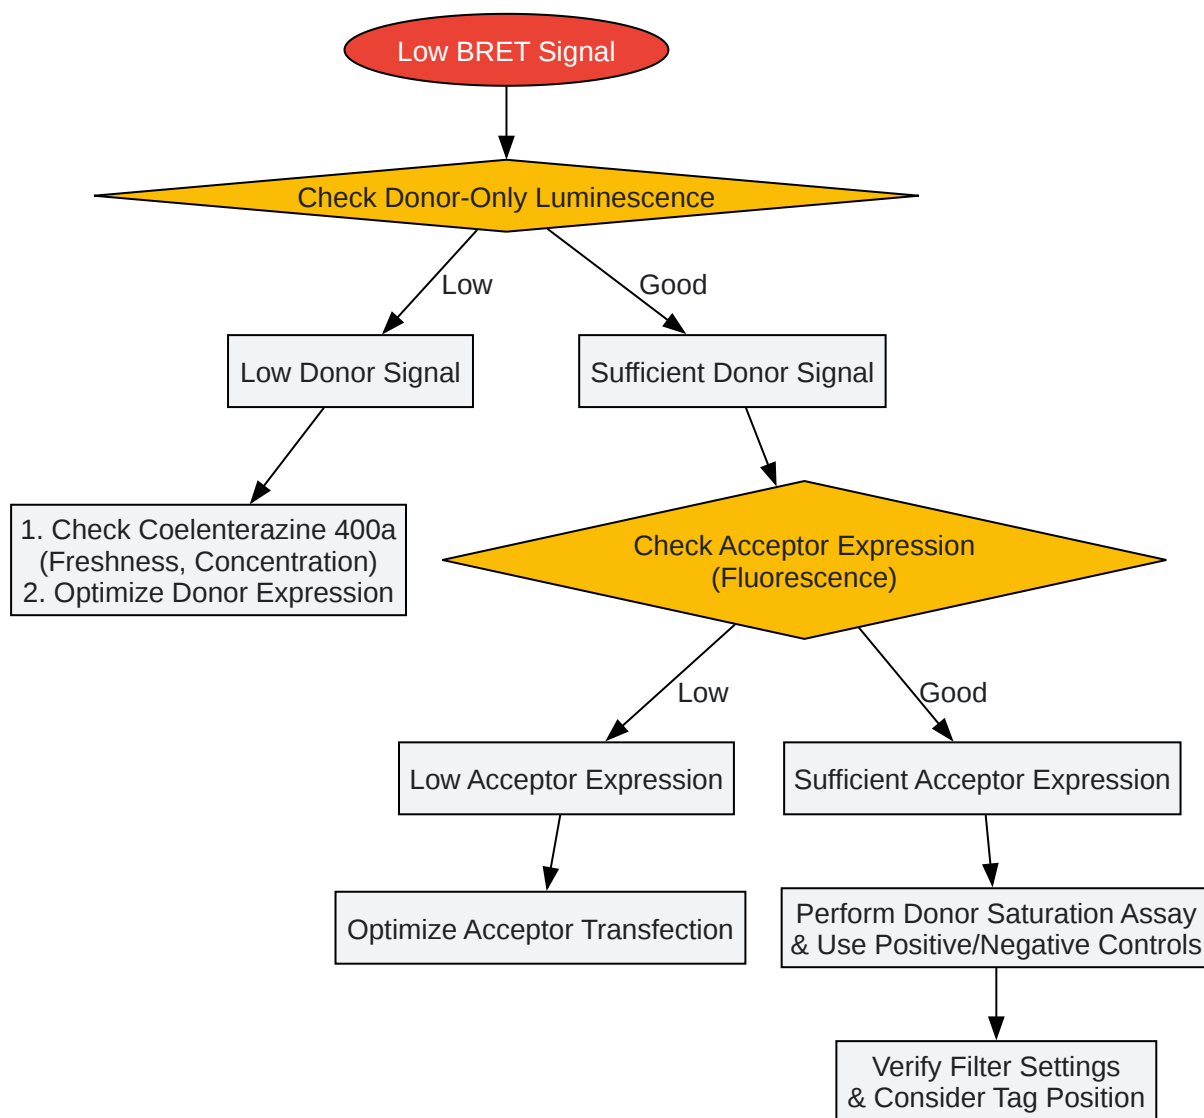 Low BRET Signal
Check Donor-Only Luminescence
Low
Good
Low Donor Signal
Sufficient Donor Signal
1. Check Coelenterazine 400a
(Freshness, Concentration)
2. Optimize Donor Expression
Check Acceptor Expression
(Fluorescence)
Low
Good
Low Acceptor Expression
Sufficient Acceptor Expression
Optimize Acceptor Transfection
Perform Donor Saturation Assay
& Use Positive/Negative Controls
Verify Filter Settings
& Consider Tag Position